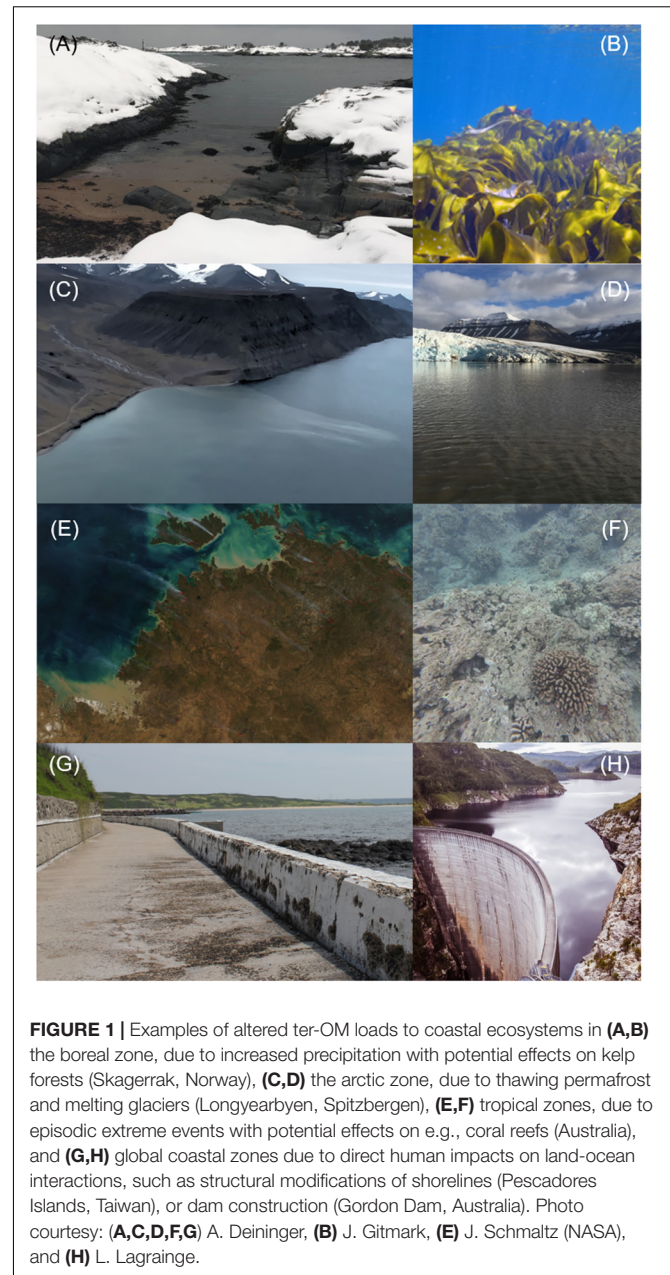 (A)
(B)
(C)
(D)
(E)
(F)
(G)
(H)
FIGURE 1 | Examples of altered ter-OM loads to coastal ecosystems in (A,B)
the boreal zone, due to increased precipitation with potential effects on kelp
forests (Skagerrak, Norway), (C,D) the arctic zone, due to thawing permafrost
and melting glaciers (Longyearbyen, Spitzbergen), (E,F) tropical zones, due to
episodic extreme events with potential effects on e.g., coral reefs (Australia),
and (G,H) global coastal zones due to direct human impacts on land-ocean
interactions, such as structural modifications of shorelines (Pescadores
Islands, Taiwan), or dam construction (Gordon Dam, Australia). Photo
courtesy: (A,C,D,F,G) A. Deininger, (B) J. Gitmark, (E) J. Schmaltz (NASA),
and (H) L. Lagrainge.